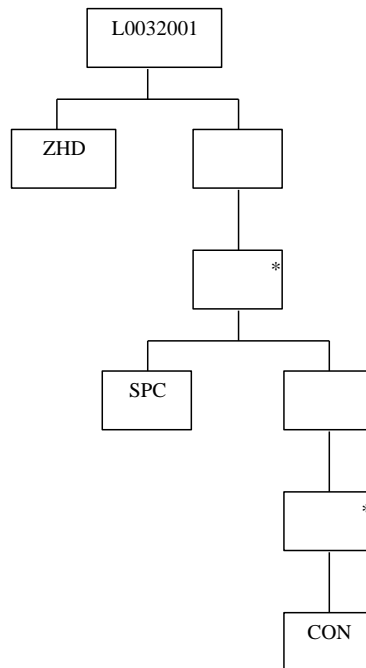 L0032001
ZHD
*
SPC
*
CON